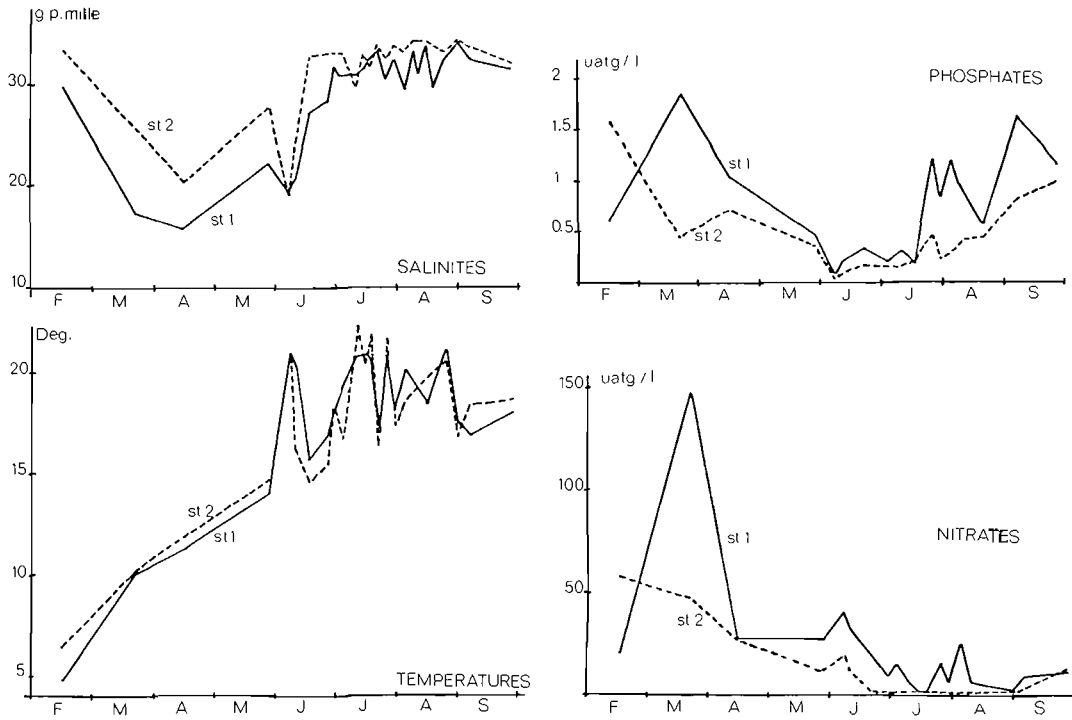 g p.mille
30
20
10
st 2
st 1
SALINITES
F M A M J J A S
uatg / l
PHOSPHATES
2
1.5
1
0.5
st 1
st 2
F M A M J J A S
Deg.
20
15
10
5
st 2
st 1
TEMPERATURES
F M A M J J A S
uatg / l
150
100
50
st 1
st 2
NITRATES
F M A M J J A S